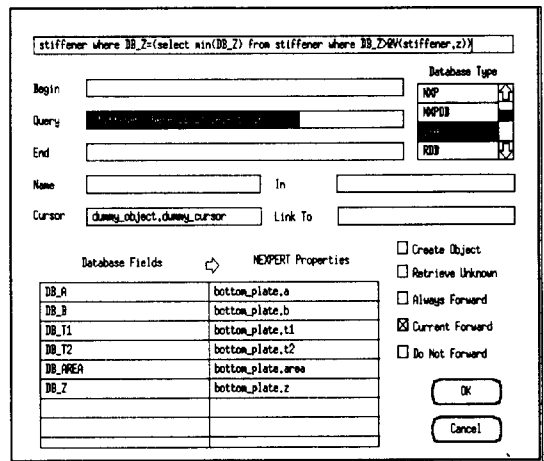 stiffener where DB_Z=(select min(DB_Z) from stiffener where DB_Z>@V(stiffener.z))
Database Type
Begin
NXP
NXPDB
Query
End
RDB
Name
In
Cursor
dummy_object.dummy_cursor
Link To
Create Object
Database Fields
NEXPERT Properties
Retrieve Unknown
DB_A
bottom_plate.a
Always Forward
DB_B
bottom_plate.b
DB_T1
bottom_plate.t1
Current Forward
DB_T2
bottom_plate.t2
Do Not Forward
DB_AREA
bottom_plate.area
DB_Z
bottom_plate.z
OK
Cancel